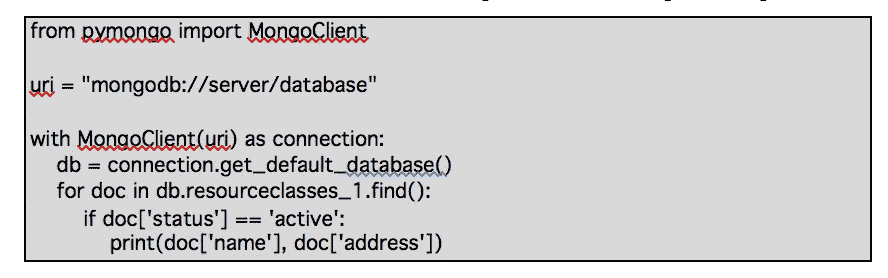 from pymongo import MongoClient
uri = "mongodb://server/database"
with MongoClient(uri) as connection:
db = connection.get_default_database()
for doc in db.resourceclasses_1.find():
if doc['status'] == 'active':
print(doc['name'], doc['address'])